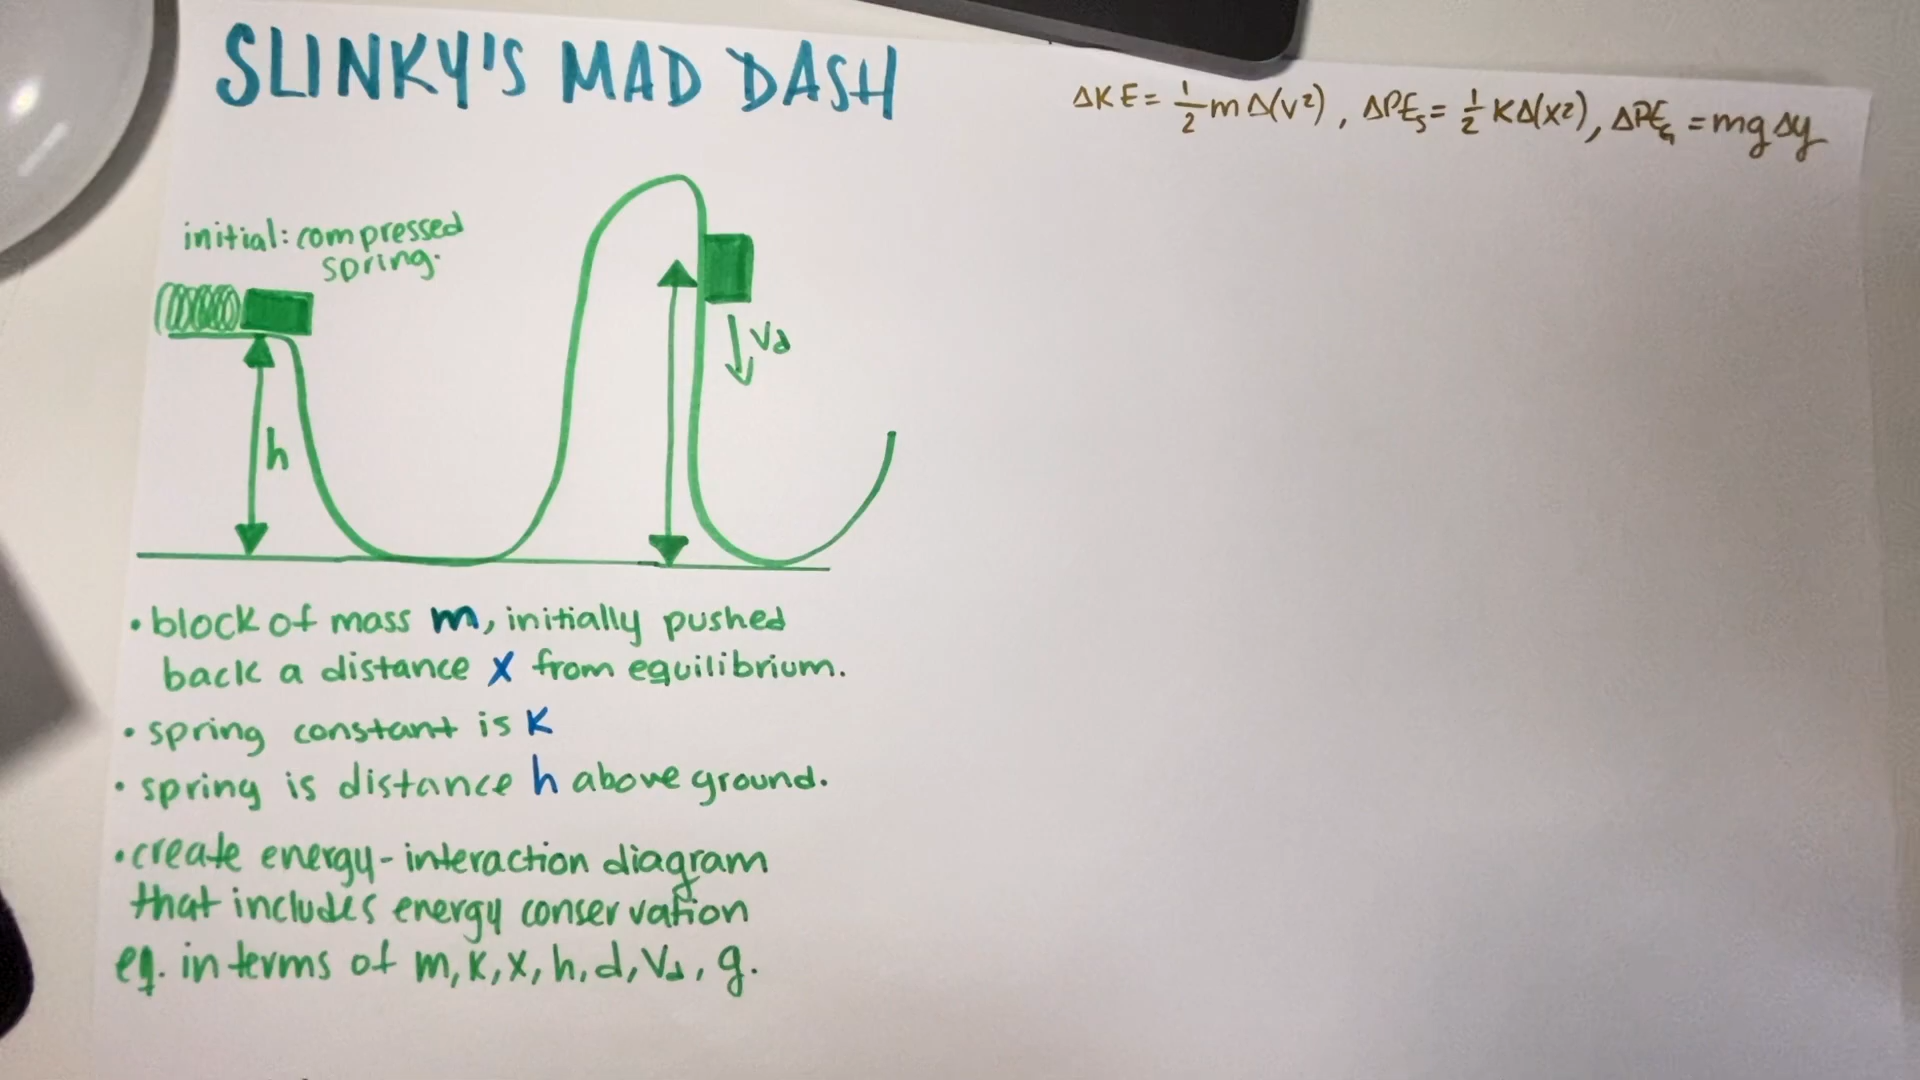 SLINKY'S MAD DASH
ΔKE = 1/2 m Δ(v²), ΔPEs = 1/2 K Δ(x²), ΔPEG = mgΔy
initial: compressed
spring.
h
Vd
• block of mass m, initially pushed
back a distance x from equilibrium.
• spring constant is K
• spring is distance h above ground.
• create energy-interaction diagram
that includes energy conservation
eq. in terms of m, K, x, h, d, Vd, g.